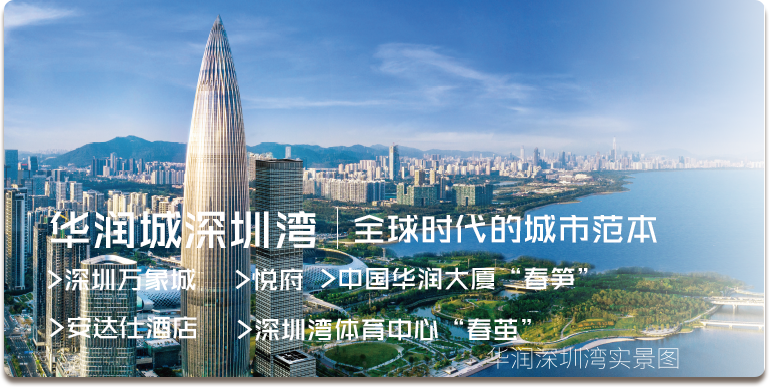 华润城深圳湾 | 全球时代的城市范本
>深圳万象城 >悦府 >中国华润大厦“春笋”
>安达仕酒店 >深圳湾体育中心“春茧”
华润深圳湾实景图